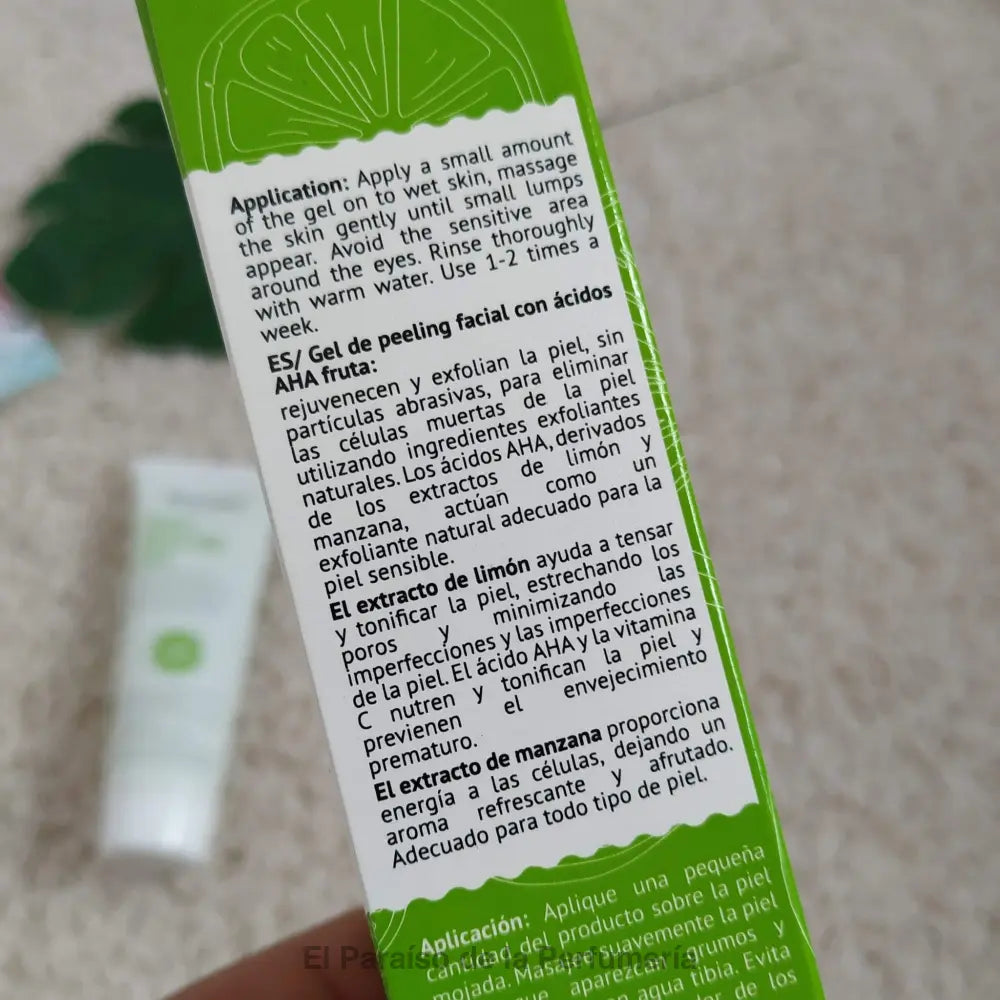 Application: Apply a small amount
of the gel on to wet skin, massage
the skin gently until small lumps
appear. Avoid the sensitive area
around the eyes. Rinse thoroughly
with warm water. Use 1-2 times a
week.
ES/ Gel de peeling facial con ácidos
AHA fruta:
rejuvenecen y exfolian la piel, sin
partículas abrasivas, para eliminar
las células muertas de la piel
utilizando ingredientes exfoliantes
naturales. Los ácidos AHA, derivados
de los extractos de limón y
manzana, actúan como un
exfoliante natural adecuado para la
piel sensible.
El extracto de limón ayuda a tensar
y tonificar la piel, estrechando los
poros y minimizando las
imperfecciones y las imperfecciones
de la piel. El ácido AHA y la vitamina
C nutren y tonifican la piel y
previenen el envejecimiento
prematuro.
El extracto de manzana proporciona
energía a las células, dejando un
aroma refrescante y afrutado.
Adecuado para todo tipo de piel.
Aplicación: Aplique una pequeña
cantidad del producto sobre la piel
mojada. Masajee suavemente la piel
aparezcan grumos y
agua tibia. Evita
de los
El Paraíso de la Perfumería